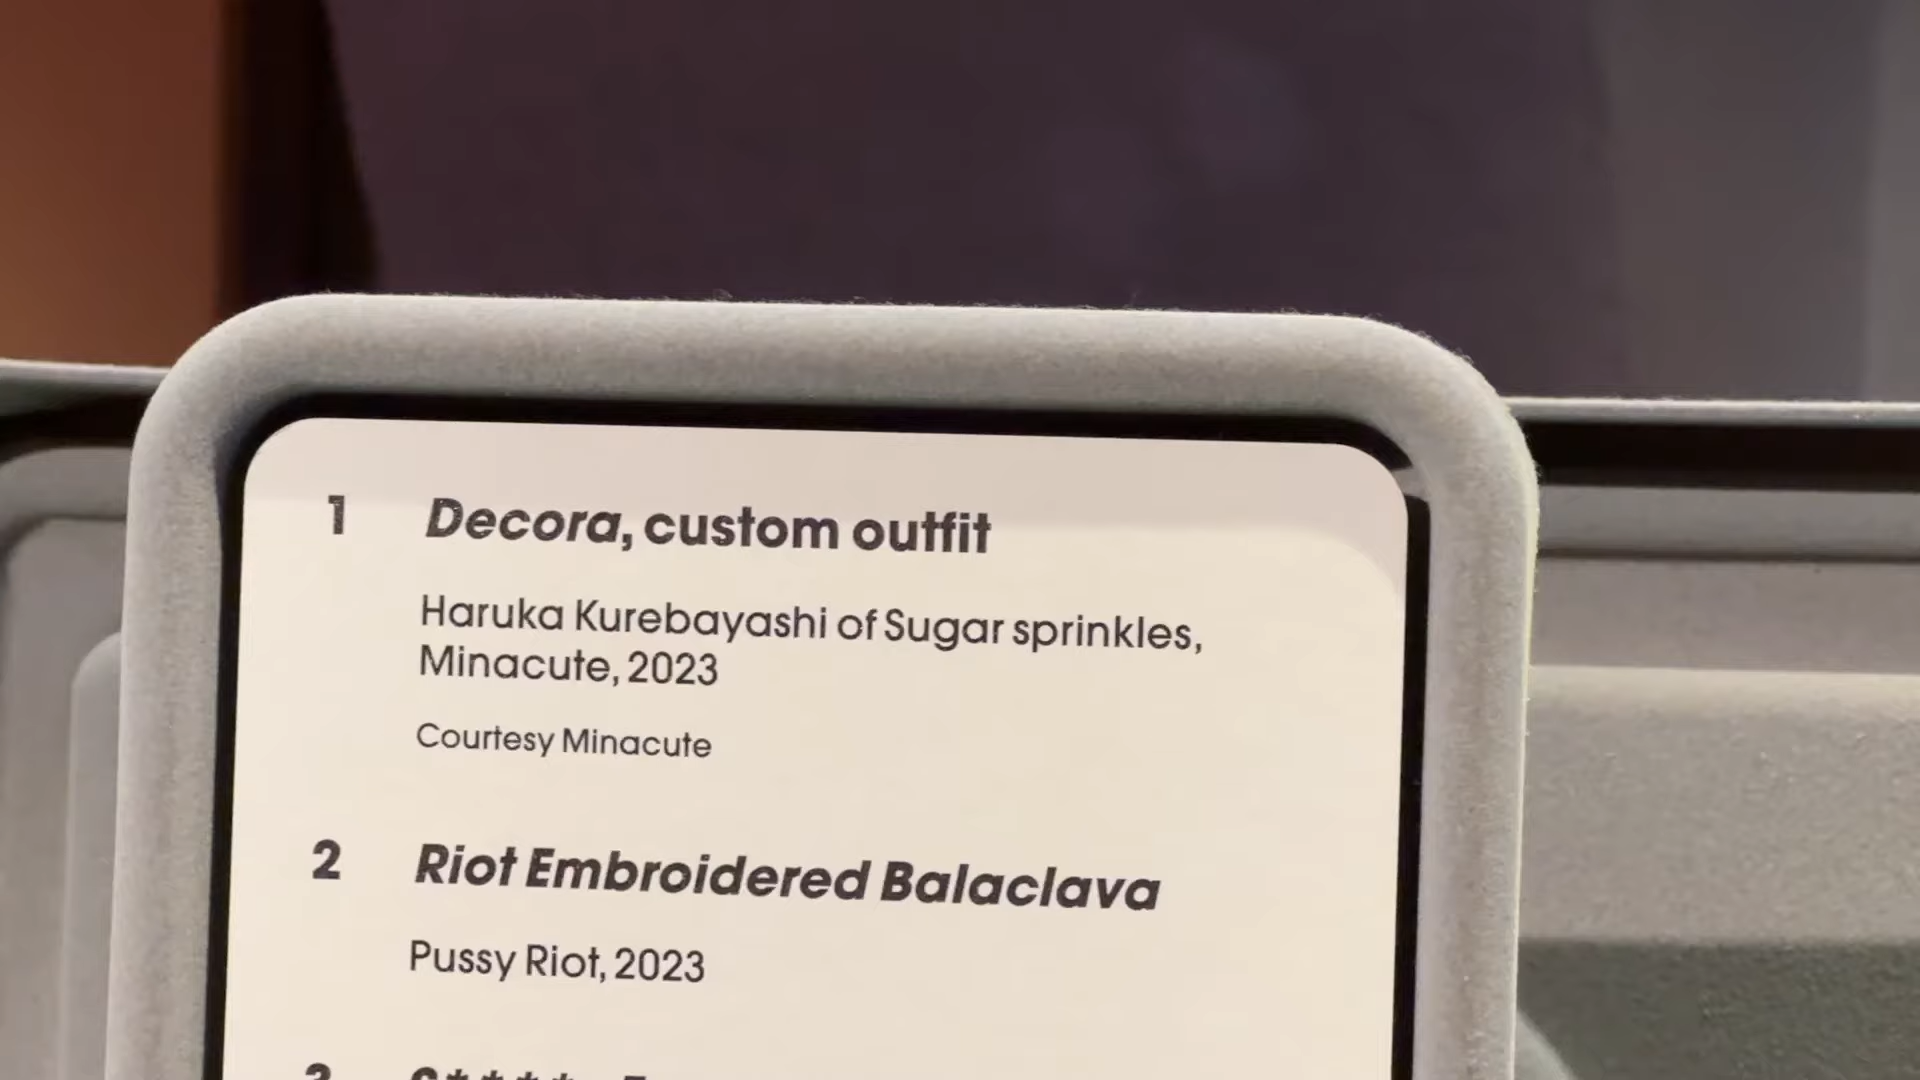 1 Decora, custom outfit
Haruka Kurebayashi of Sugar sprinkles,
Minacute, 2023
Courtesy Minacute
2 Riot Embroidered Balaclava
Pussy Riot, 2023
3